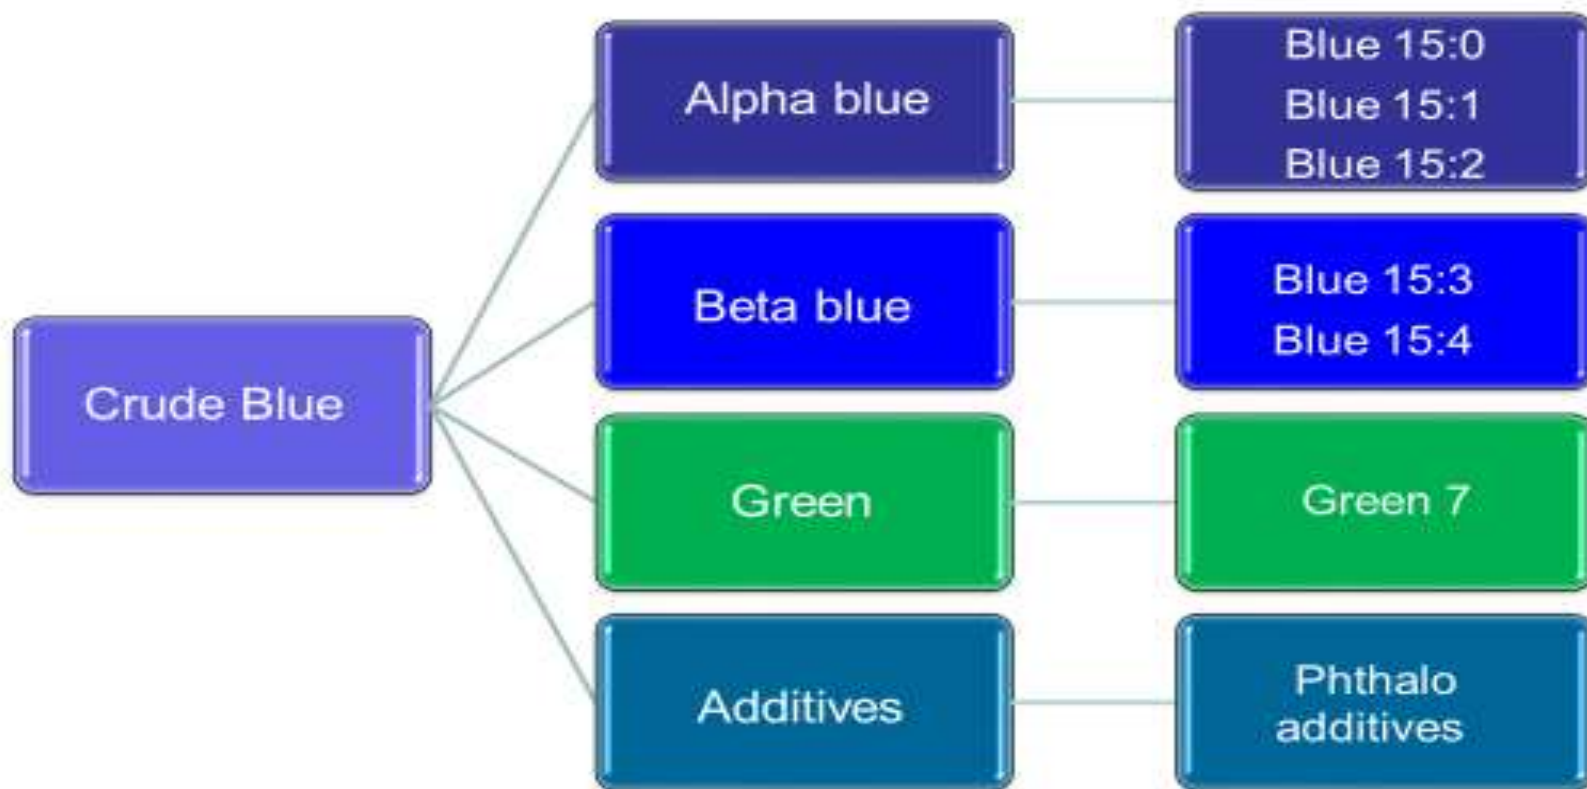 Crude Blue
Alpha blue
Blue 15:0
Blue 15:1
Blue 15:2
Beta blue
Blue 15:3
Blue 15:4
Green
Green 7
Additives
Phthalo
additives